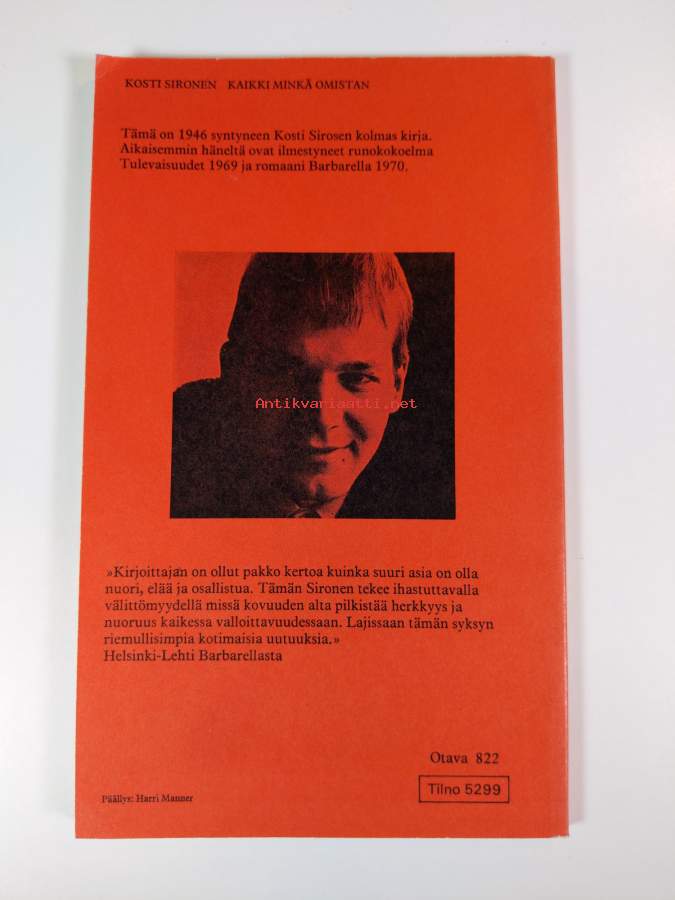 KOSTI SIRONEN KAIKKI MINKÄ OMISTAN
Tämä on 1946 syntyneen Kosti Sirosen kolmas kirja.
Aikaisemmin häneltä ovat ilmestyneet runokokoelma
Tulevaisuudet 1969 ja romaani Barbarella 1970.
Antikvariaatti.net
»Kirjoittajan on ollut pakko kertoa kuinka suuri asia on olla
nuori, elää ja osallistua. Tämän Sironen tekee ihastuttavalla
välittömyydellä missä kovuuden alta pilkistää herkkyys ja
nuoruus kaikessa valloittavuudessaan. Lajissaan tämän syksyn
riemullisimpia kotimaisia uutuuksia.»
Helsinki-Lehti Barbarellasta
Otava 822
Tilno 5299
Päällys: Harri Manner